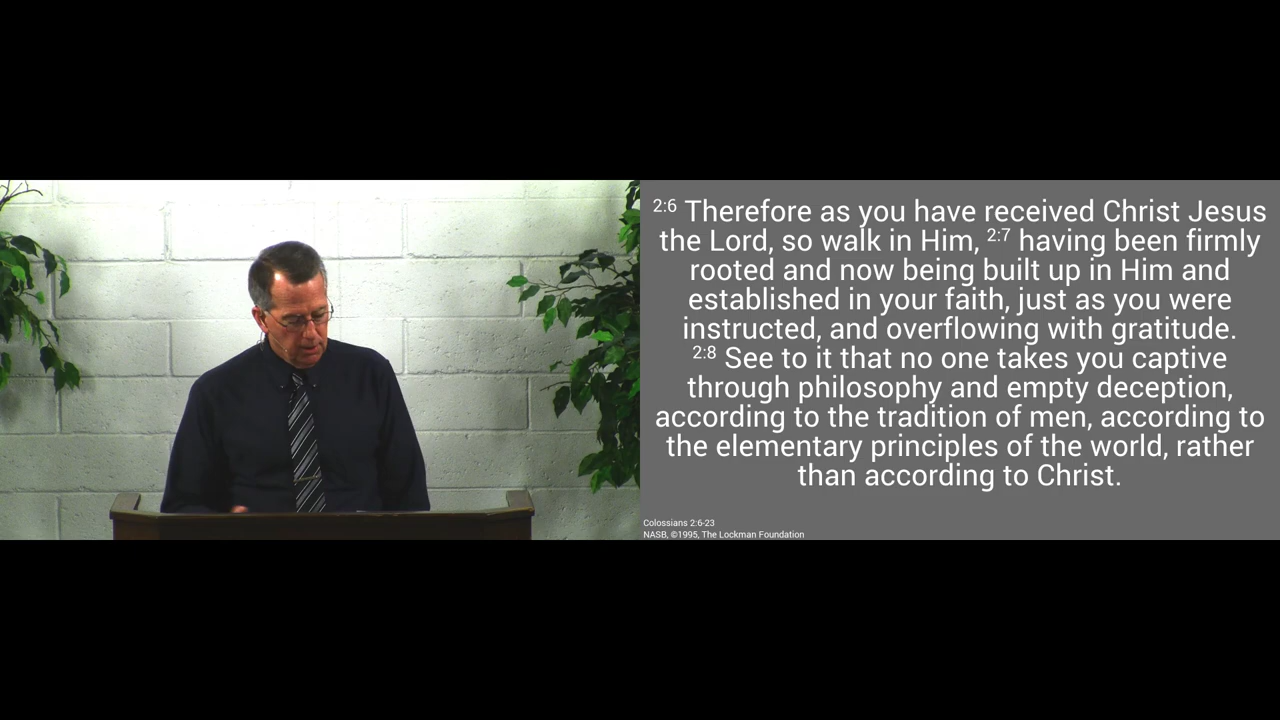 2:6 Therefore as you have received Christ Jesus
the Lord, so walk in Him, 2:7 having been firmly
rooted and now being built up in Him and
established in your faith, just as you were
instructed, and overflowing with gratitude.
2:8 See to it that no one takes you captive
through philosophy and empty deception,
according to the tradition of men, according to
the elementary principles of the world, rather
than according to Christ.
Colossians 2:6-23
NASB, ©1995, The Lockman Foundation